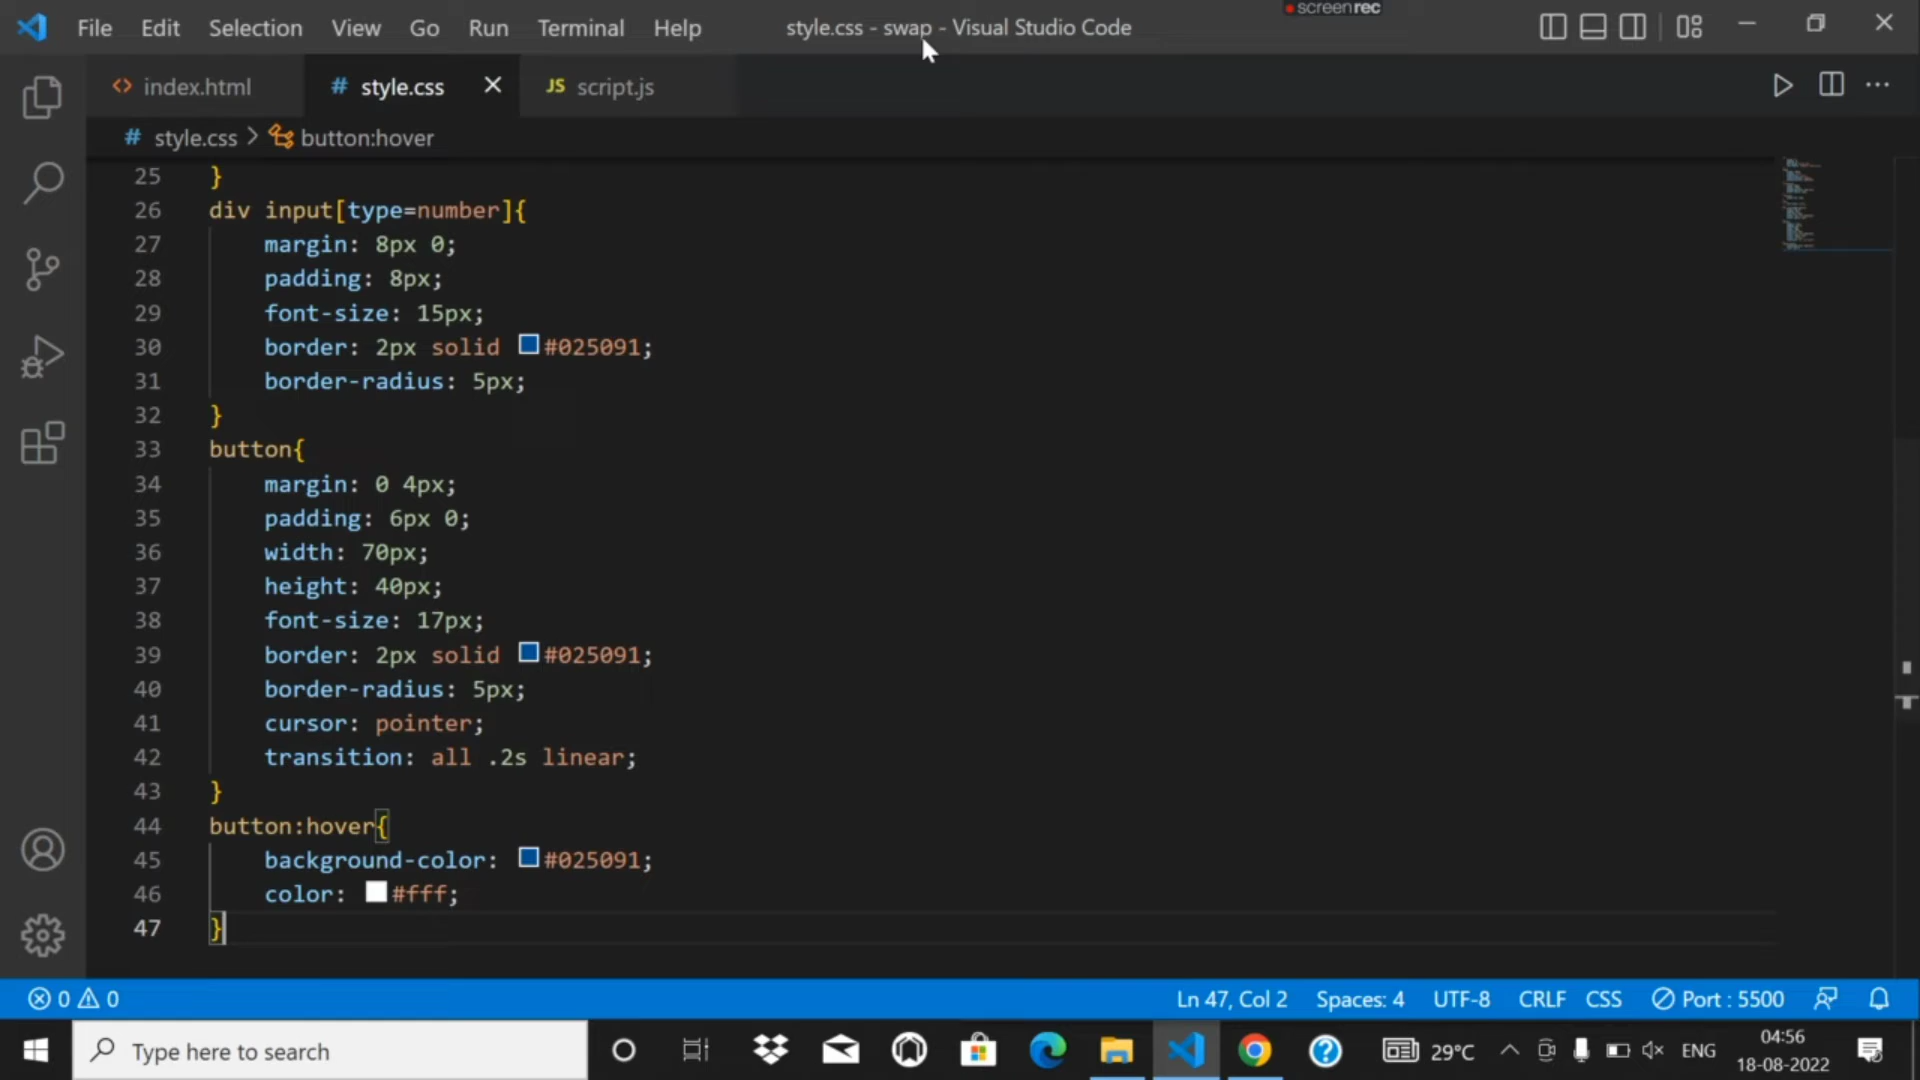 File Edit Selection View Go Run Terminal Help style.css - swap - Visual Studio Code screenrec
index.html # style.css JS script.js
# style.css > button:hover
25 }
26 div input[type=number]{
27 margin: 8px 0;
28 padding: 8px;
29 font-size: 15px;
30 border: 2px solid #025091;
31 border-radius: 5px;
32 }
33 button{
34 margin: 0 4px;
35 padding: 6px 0;
36 width: 70px;
37 height: 40px;
38 font-size: 17px;
39 border: 2px solid #025091;
40 border-radius: 5px;
41 cursor: pointer;
42 transition: all .2s linear;
43 }
44 button:hover{
45 background-color: #025091;
46 color: #fff;
47 }
0 0 Ln 47, Col 2 Spaces: 4 UTF-8 CRLF CSS Port : 5500
Type here to search 29°C ENG 04:56
18-08-2022